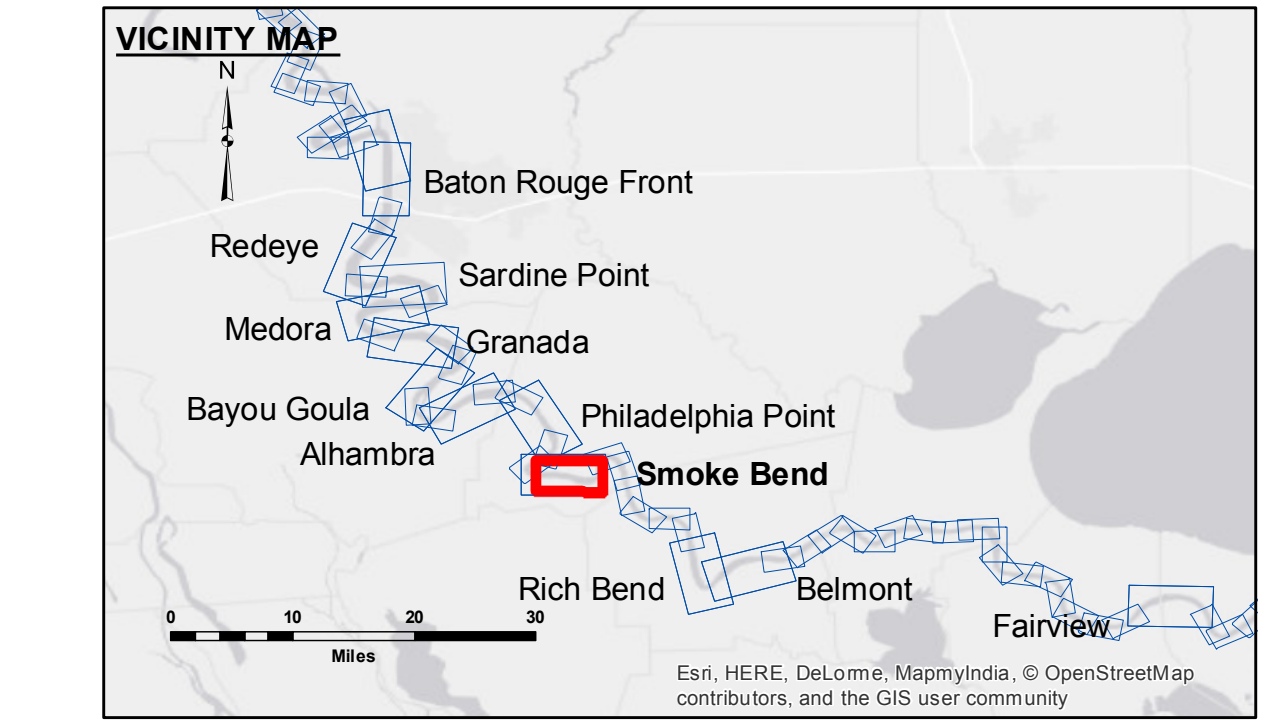 VICINITY MAP
N
Baton Rouge Front
Redeye
Sardine Point
Medora
Granada
Bayou Goula
Philadelphia Point
Alhambra
Smoke Bend
Rich Bend
Belmont
Fairview
0 10 20 30
Miles
Esri, HERE, DeLorme, MapmyIndia, © OpenStreetMap
contributors, and the GIS user community